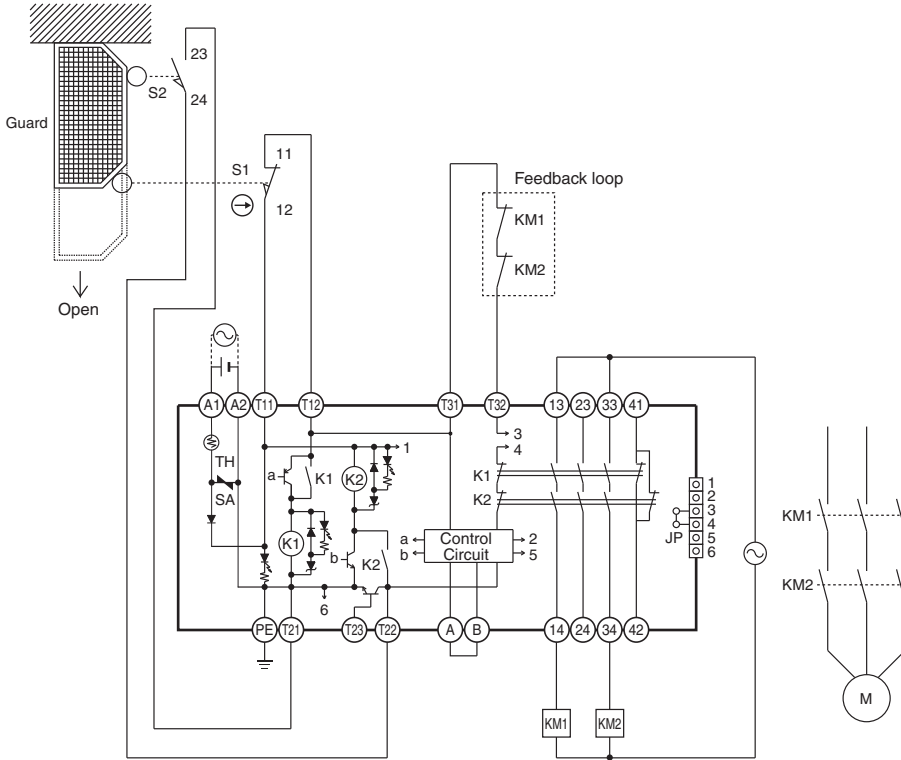 23
S2
24
Guard
11
S1
12
Feedback loop
KM1
KM2
Open
A1 A2 T11 T12 T31 T32 13 23 33 41
3
1
4
TH
a K1 K2 K1
1
SA
K2
2
3
K1 a Control 2 KM1
b Circuit 5 4
b K2 JP 5
6
KM2
6
PE T21 T23 T22 A B 14 24 34 42
M
KM1 KM2